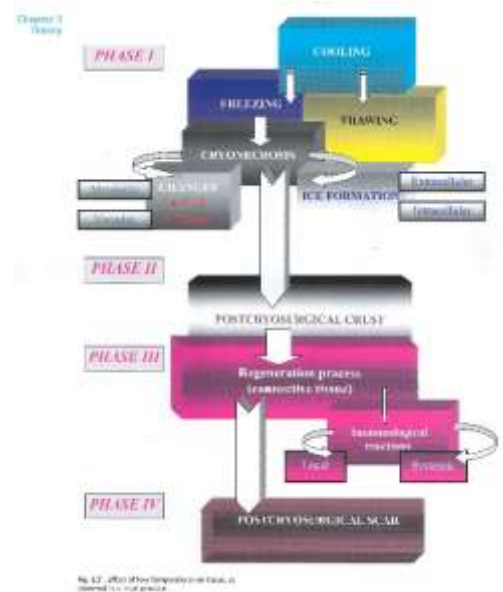 Chapter 3
Theory
PHASE I
COOLING
FREEZING
THAWING
CRYONECROSIS
CHANGES
ICE FORMATION
Extracellular
Intracellular
PHASE II
POSTCRYOSURGICAL CRUST
PHASE III
Regeneration process
(connective tissue)
Immunological
reactions
Local
Systemic
PHASE IV
POSTCRYOSURGICAL SCAR